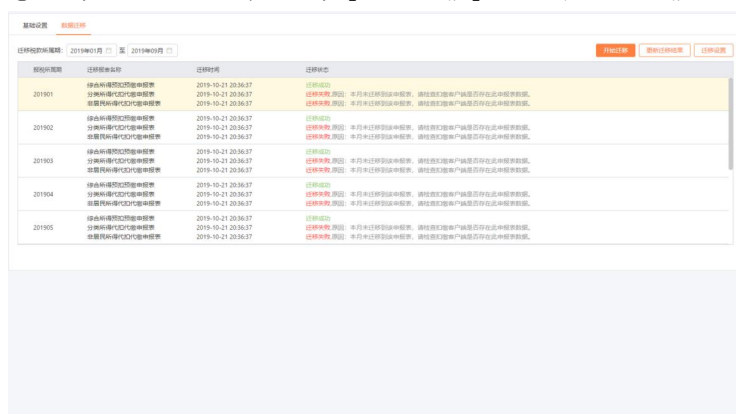 基础设置 数据迁移
迁移税款所属期: 2019年01月 至 2019年09月 开始迁移 更新迁移结果 迁移设置
报税所属期 迁移报表名称 迁移时间 迁移状态
综合所得预扣预缴申报表 2019-10-21 20:36:37 迁移成功
201901 分类所得代扣代缴申报表 2019-10-21 20:36:37 迁移失败,原因：本月未迁移到该申报表，请检查扣缴客户端是否存在此申报表数据。
非居民所得代扣代缴申报表 2019-10-21 20:36:37 迁移失败,原因：本月未迁移到该申报表，请检查扣缴客户端是否存在此申报表数据。
综合所得预扣预缴申报表 2019-10-21 20:36:37 迁移成功
201902 分类所得代扣代缴申报表 2019-10-21 20:36:37 迁移失败,原因：本月未迁移到该申报表，请检查扣缴客户端是否存在此申报表数据。
非居民所得代扣代缴申报表 2019-10-21 20:36:37 迁移失败,原因：本月未迁移到该申报表，请检查扣缴客户端是否存在此申报表数据。
综合所得预扣预缴申报表 2019-10-21 20:36:37 迁移成功
201903 分类所得代扣代缴申报表 2019-10-21 20:36:37 迁移失败,原因：本月未迁移到该申报表，请检查扣缴客户端是否存在此申报表数据。
非居民所得代扣代缴申报表 2019-10-21 20:36:37 迁移失败,原因：本月未迁移到该申报表，请检查扣缴客户端是否存在此申报表数据。
综合所得预扣预缴申报表 2019-10-21 20:36:37 迁移成功
201904 分类所得代扣代缴申报表 2019-10-21 20:36:37 迁移失败,原因：本月未迁移到该申报表，请检查扣缴客户端是否存在此申报表数据。
非居民所得代扣代缴申报表 2019-10-21 20:36:37 迁移失败,原因：本月未迁移到该申报表，请检查扣缴客户端是否存在此申报表数据。
综合所得预扣预缴申报表 2019-10-21 20:36:37 迁移成功
201905 分类所得代扣代缴申报表 2019-10-21 20:36:37 迁移失败,原因：本月未迁移到该申报表，请检查扣缴客户端是否存在此申报表数据。
非居民所得代扣代缴申报表 2019-10-21 20:36:37 迁移失败,原因：本月未迁移到该申报表，请检查扣缴客户端是否存在此申报表数据。